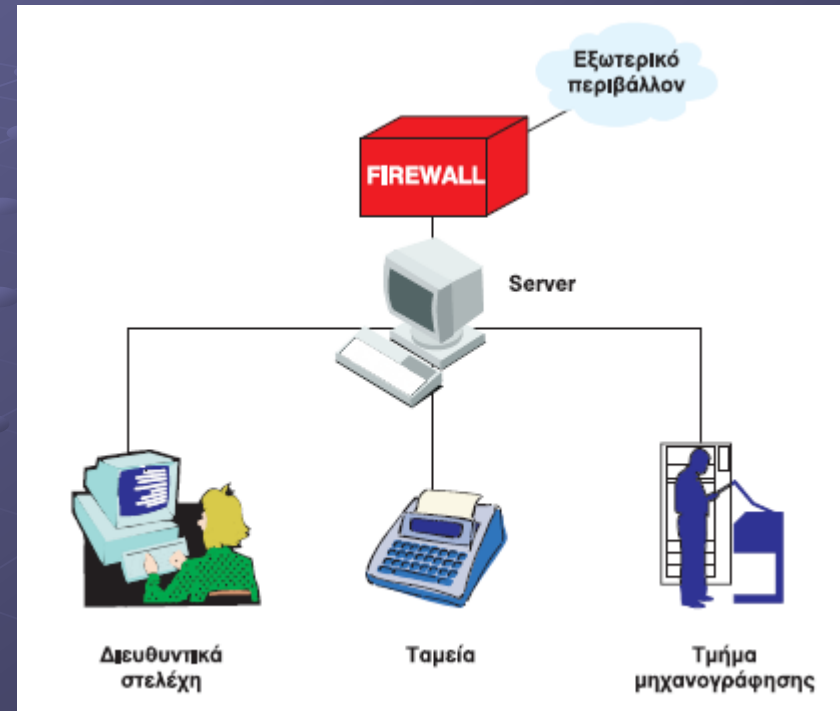 Εξωτερικό
περιβάλλον
FIREWALL
Server
Διευθυντικά
στελέχη
Ταμεία
Τμήμα
μηχανογράφησης